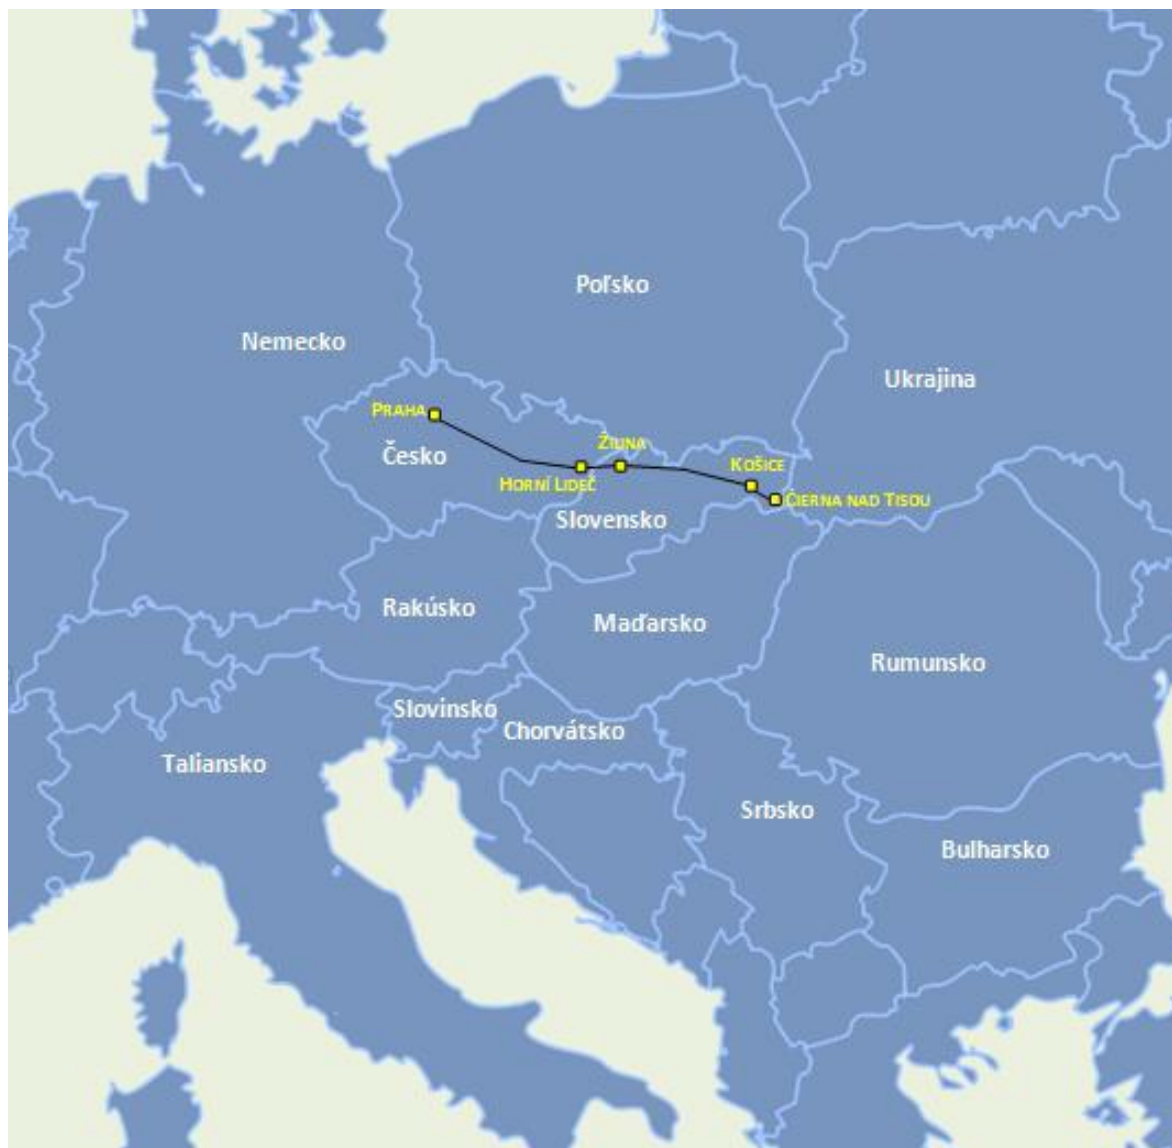 Poľsko
Nemecko
Ukrajina
PRAHA
ŽILINA
Česko
KOŠICE
HORNÍ LIDEČ
ČIERNA NAD TISOU
Slovensko
Rakúsko
Maďarsko
Rumunsko
Slovinsko
Chorvátsko
Taliansko
Srbsko
Bulharsko